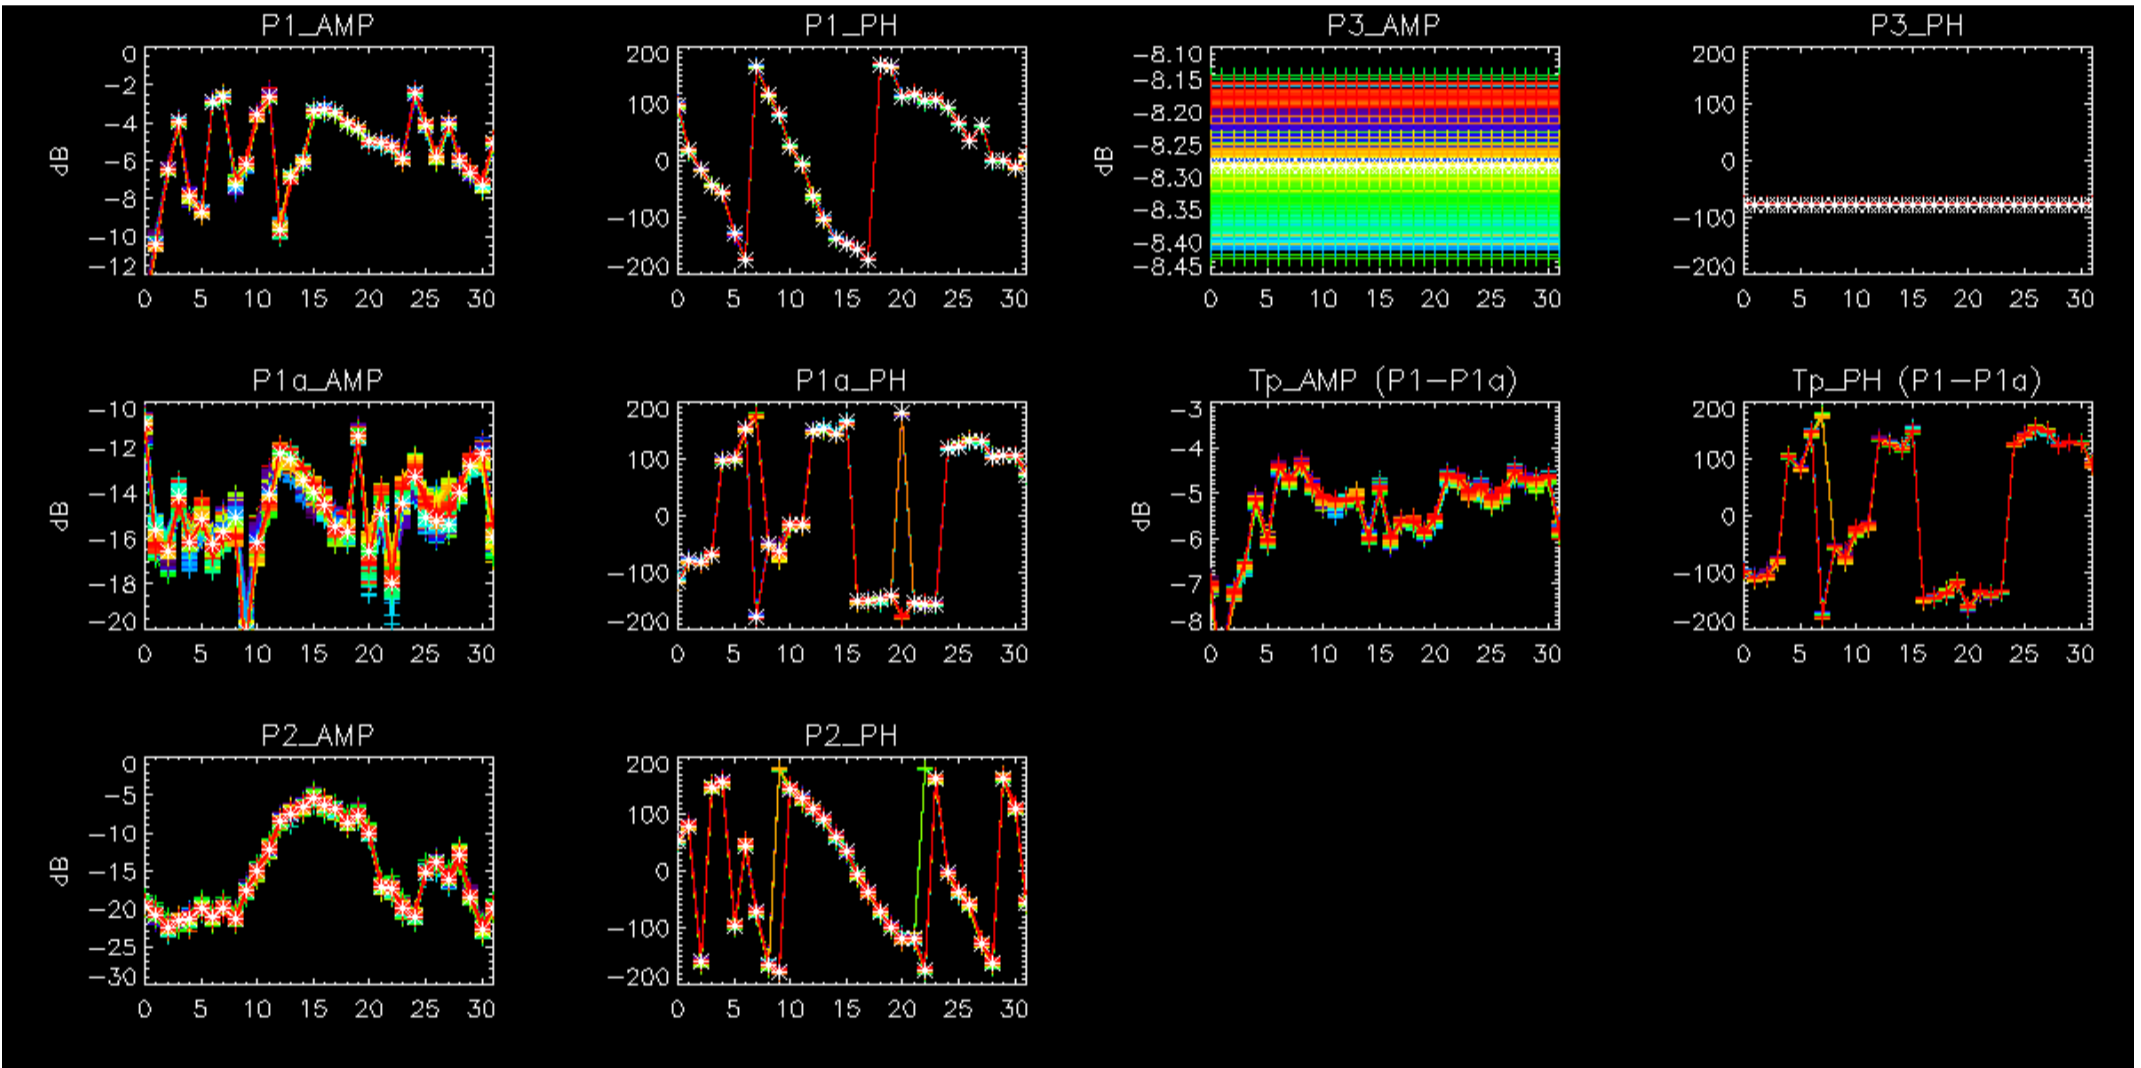 P1_AMP
0
−2
−4
−6
−8
−10
−12
dB
0 5 10 15 20 25 30
P1_PH
200
100
0
−100
−200
0 5 10 15 20 25 30
P3_AMP
−8.10
−8.15
−8.20
−8.25
−8.30
−8.35
−8.40
−8.45
dB
0 5 10 15 20 25 30
P3_PH
200
100
0
−100
−200
0 5 10 15 20 25 30
P1a_AMP
−10
−12
−14
−16
−18
−20
dB
0 5 10 15 20 25 30
P1a_PH
200
100
0
−100
−200
0 5 10 15 20 25 30
Tp_AMP (P1−P1a)
−3
−4
−5
−6
−7
−8
dB
0 5 10 15 20 25 30
Tp_PH (P1−P1a)
200
100
0
−100
−200
0 5 10 15 20 25 30
P2_AMP
0
−5
−10
−15
−20
−25
−30
dB
0 5 10 15 20 25 30
P2_PH
200
100
0
−100
−200
0 5 10 15 20 25 30